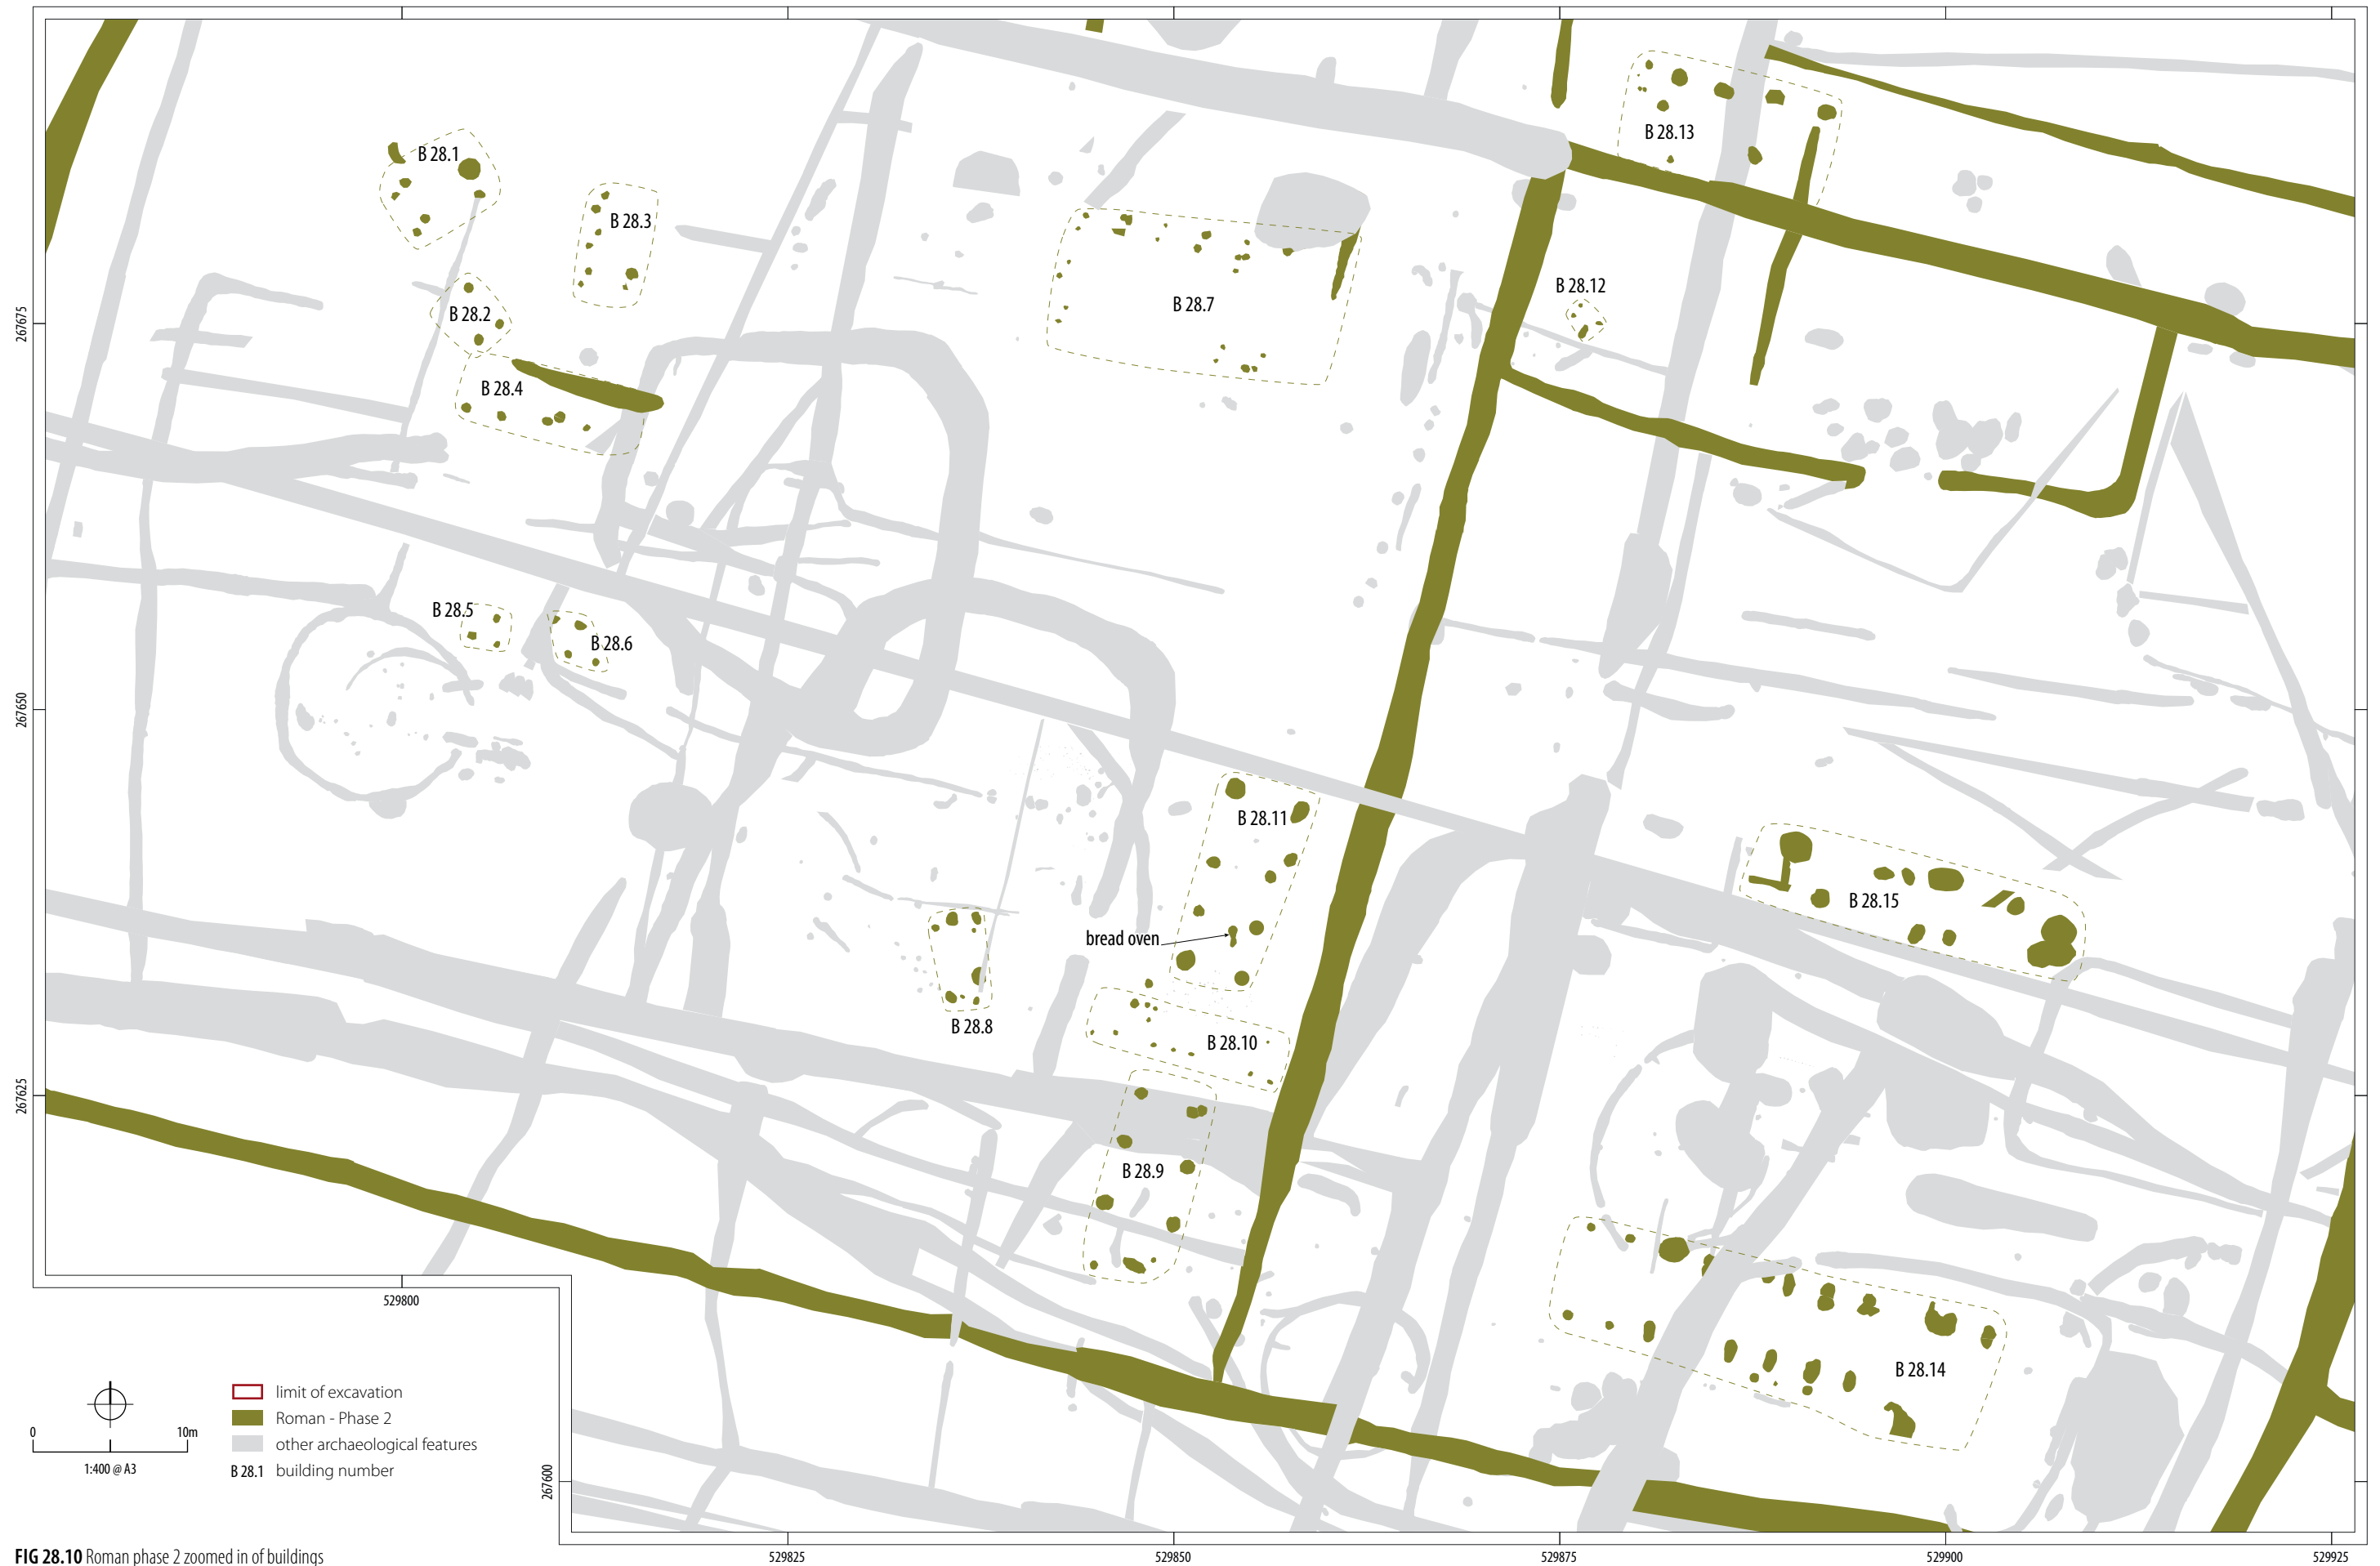 B 28.13
B 28.1
B 28.3
B 28.12
B 28.7
B 28.2
267675
B 28.4
B 28.5
B 28.6
267650
B 28.11
B 28.15
bread oven
B 28.8
B 28.10
267625
B 28.9
529800
B 28.14
0 10m
1:400 @ A3
limit of excavation
Roman - Phase 2
other archaeological features
B 28.1 building number
267600
FIG 28.10 Roman phase 2 zoomed in of buildings
529825
529850
529875
529900
529925